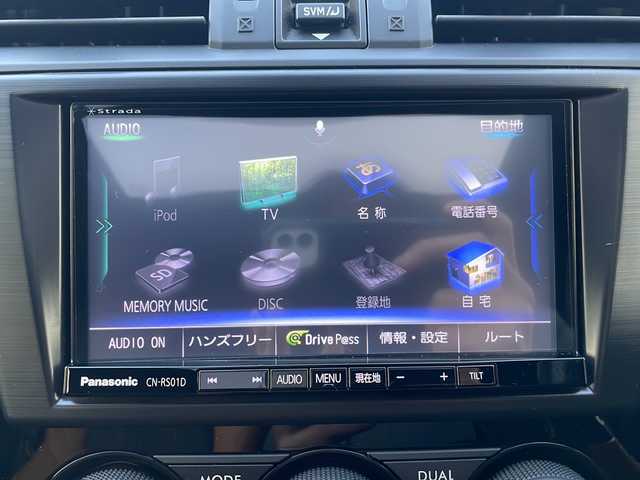 SVM/
Strada
AUDIO 目的地
iPod TV 名称 電話番号
MEMORY MUSIC DISC 登録地 自宅
SD
AUDIO ON ハンズフリー Drive P@ss 情報・設定 ルート
Panasonic CN-RS01D AUDIO MENU 現在地 − + TILT
MODE DUAL